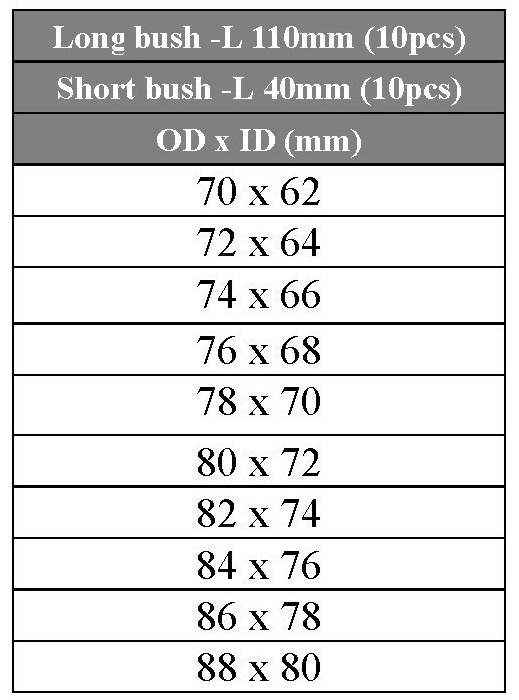 Long bush -L 110mm (10pcs)
Short bush -L 40mm (10pcs)
OD x ID (mm)
70 x 62
72 x 64
74 x 66
76 x 68
78 x 70
80 x 72
82 x 74
84 x 76
86 x 78
88 x 80